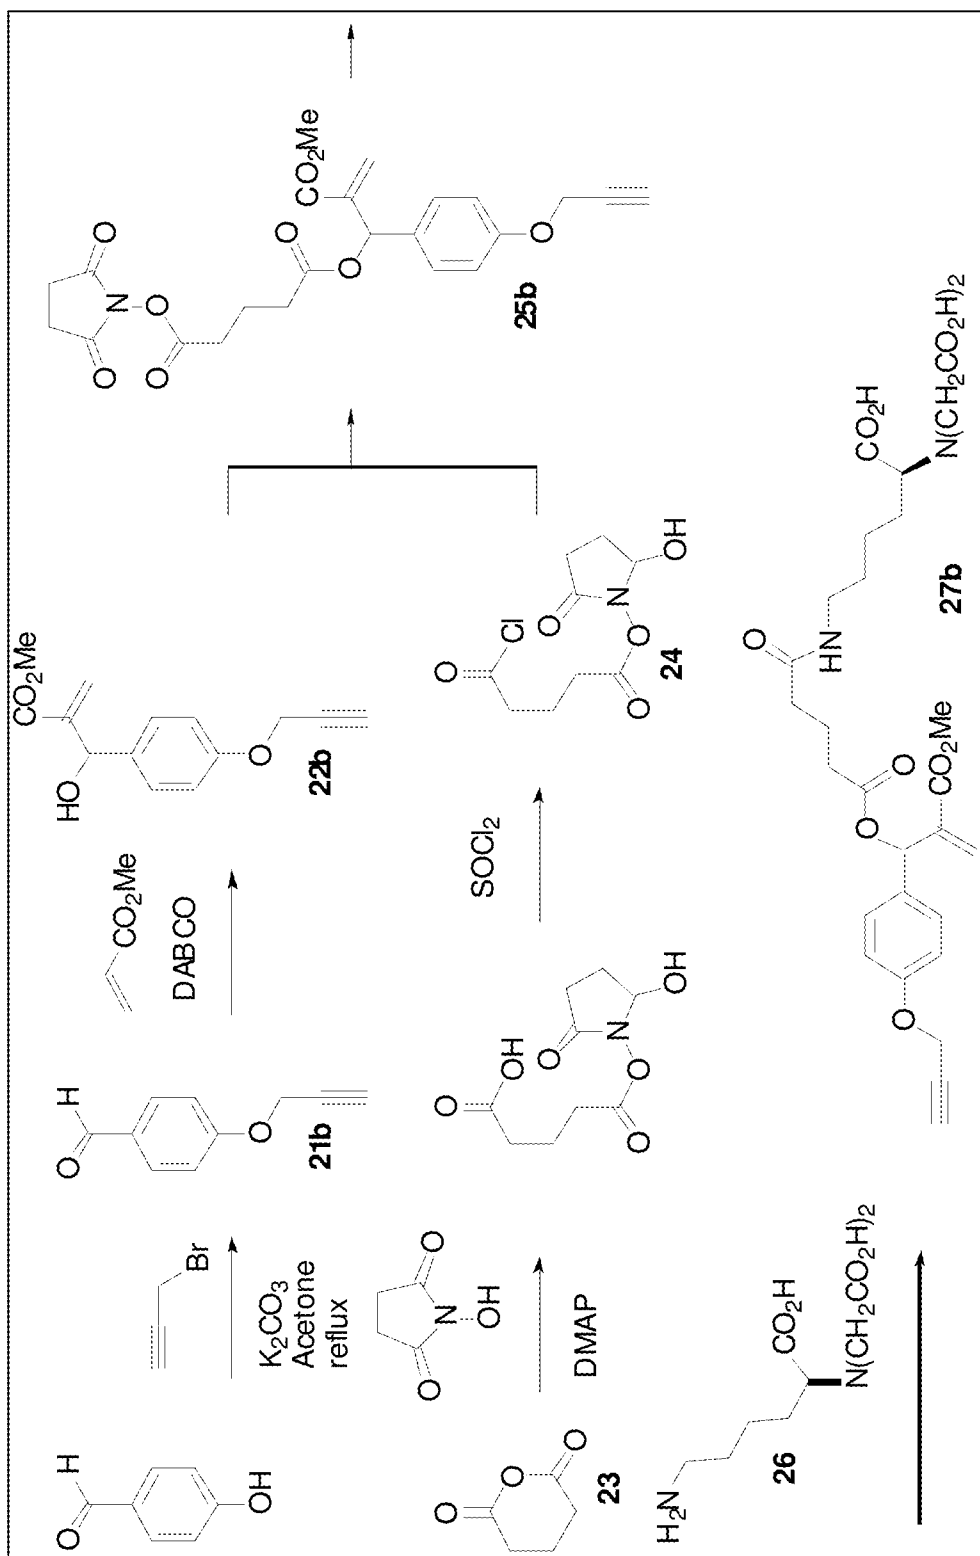 H
O
OH
Br
K2CO3
Acetone
reflux
H
O
O
21b
CO2Me
DABCO
HO
CO2Me
O
22b
O
O
O
23
O
N
O
OH
DMAP
O
OH
O
N
OH
O
O
SOCl2
O
Cl
O
N
OH
O
O
24
O
N
O
O
O
O
O
CO2Me
O
25b
H2N
CO2H
N(CH2CO2H)2
26
O
HN
CO2H
N(CH2CO2H)2
O
O
CO2Me
O
27b